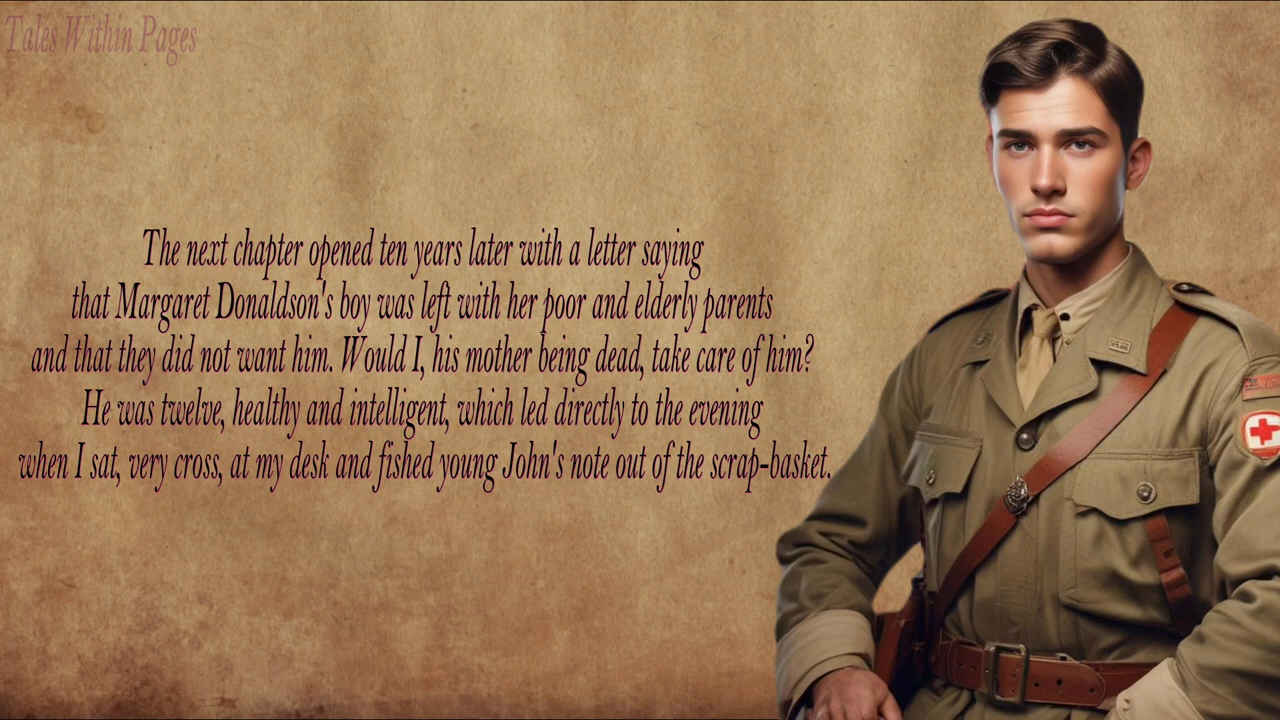 Tales Within Pages
The next chapter opened ten years later with a letter saying
that Margaret Donaldson's boy was left with her poor and elderly parents
and that they did not want him. Would I, his mother being dead, take care of him?
He was twelve, healthy and intelligent, which led directly to the evening
when I sat, very cross, at my desk and fished young John's note out of the scrap-basket.